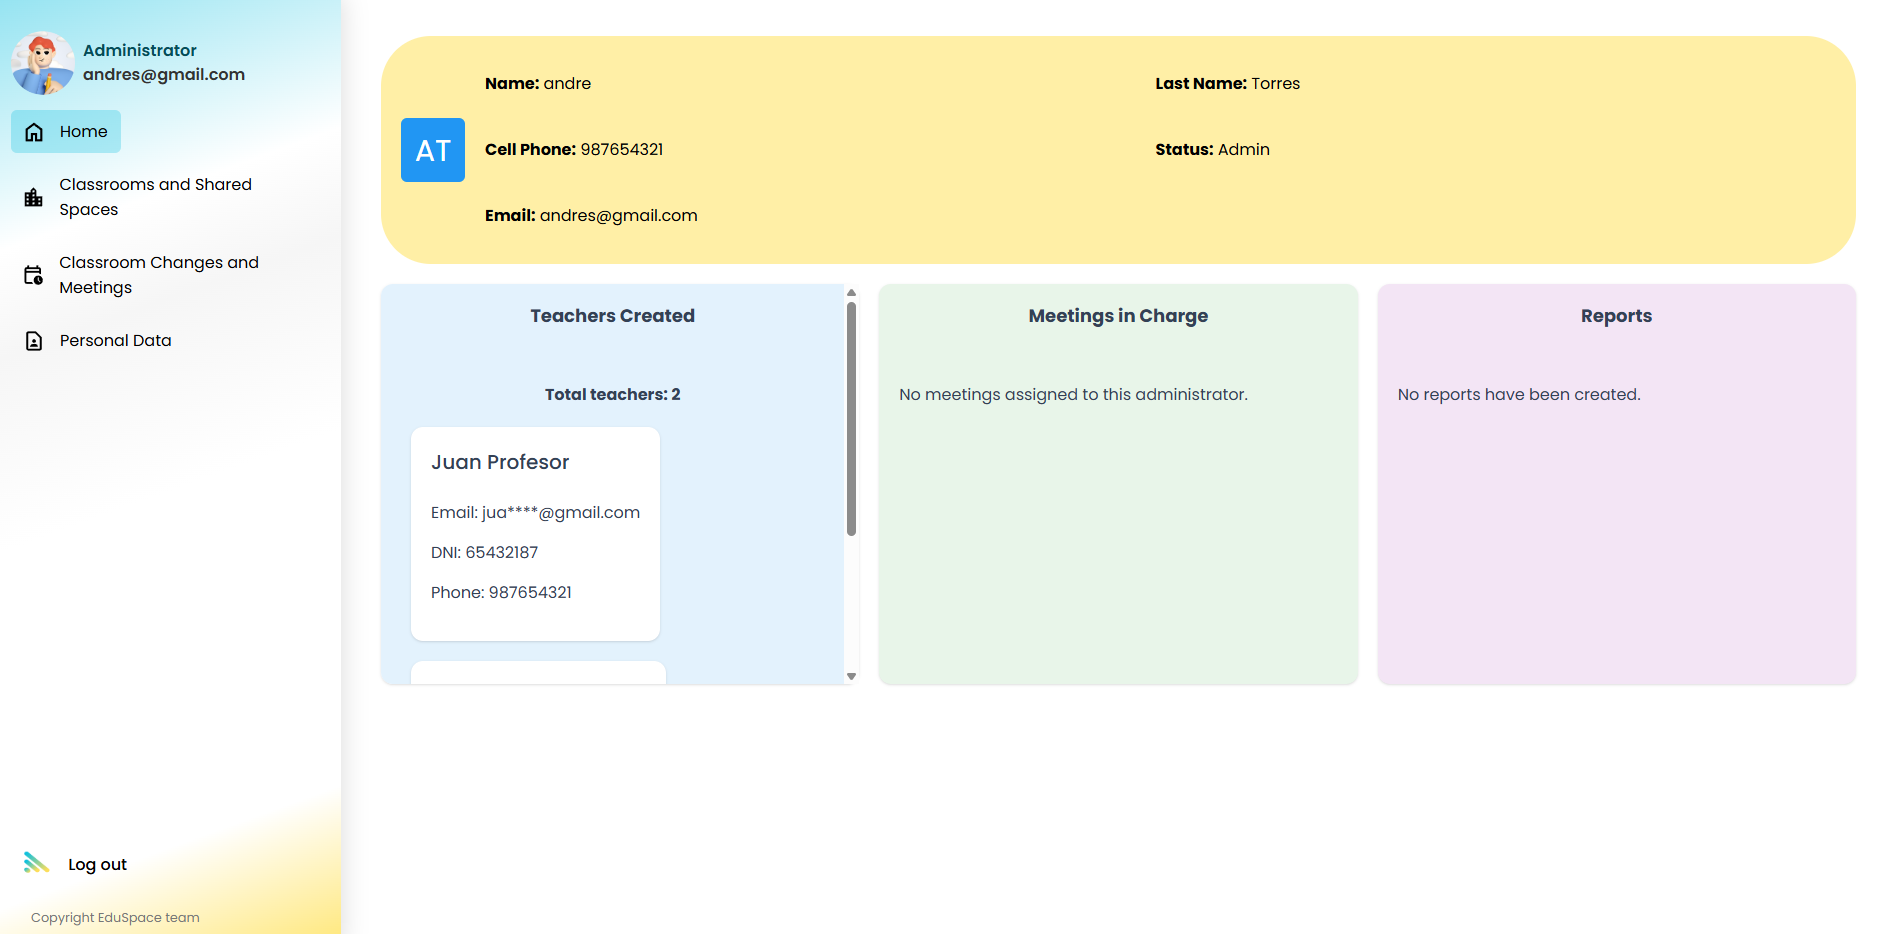 Administrator
andres@gmail.com
Home
Classrooms and Shared
Spaces
Classroom Changes and
Meetings
Personal Data
Log out
Copyright EduSpace team
AT
Name: andre
Last Name: Torres
Cell Phone: 987654321
Status: Admin
Email: andres@gmail.com
Teachers Created
Total teachers: 2
Juan Profesor
Email: jua****@gmail.com
DNI: 65432187
Phone: 987654321
Meetings in Charge
No meetings assigned to this administrator.
Reports
No reports have been created.